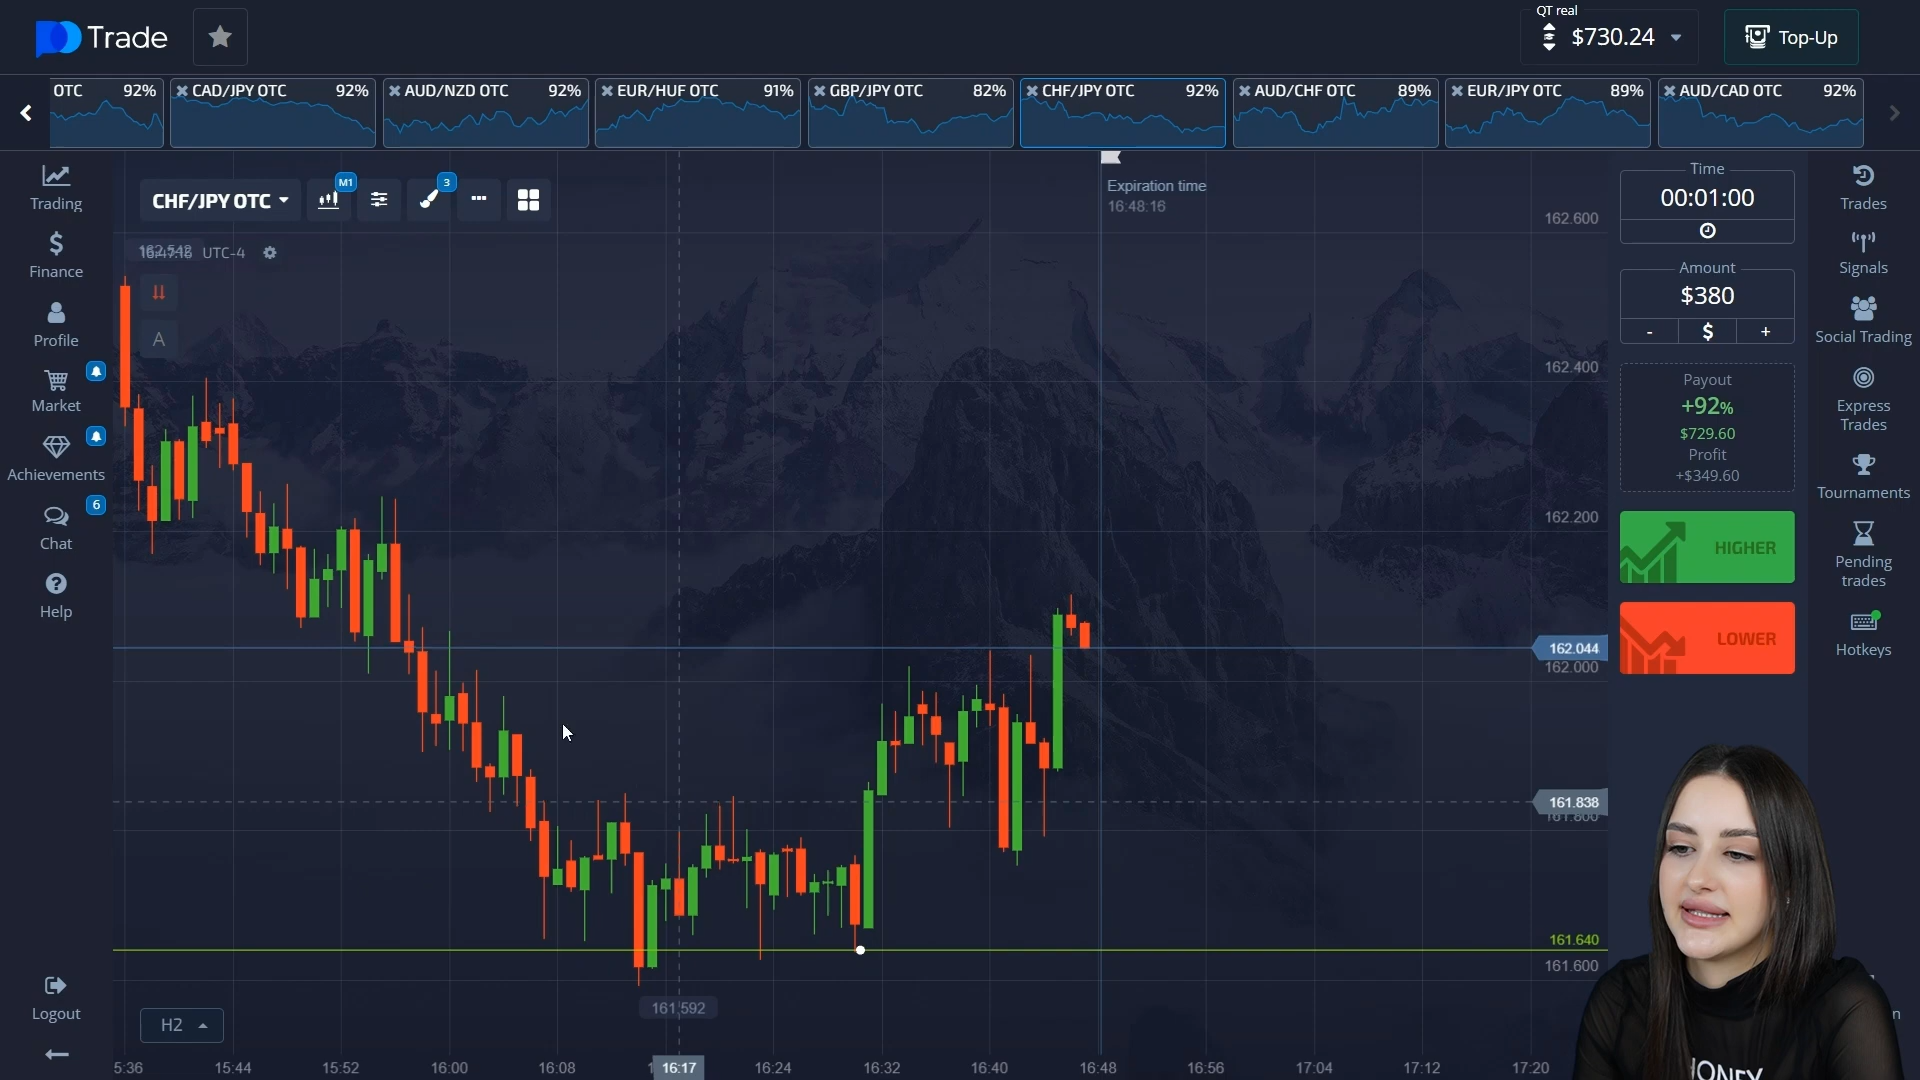 Trade
QT real
$730.24
Top-Up
OTC 92%
CAD/JPY OTC 92%
AUD/NZD OTC 92%
EUR/HUF OTC 91%
GBP/JPY OTC 82%
CHF/JPY OTC 92%
AUD/CHF OTC 89%
EUR/JPY OTC 89%
AUD/CAD OTC 92%
Trading
Finance
Profile
Market
Achievements
6
Chat
Help
Logout
CHF/JPY OTC
M1
3
UTC-4
A
Expiration time
16:48:16
162.600
162.400
162.200
162.044
162.000
161.838
161.800
161.640
161.600
161.592
H2
5:36
15:44
15:52
16:00
16:08
16:17
16:24
16:32
16:40
16:48
16:56
17:04
17:12
17:20
Time
00:01:00
Amount
$380
- $ +
Payout
+92%
$729.60
Profit
+$349.60
HIGHER
LOWER
Trades
Signals
Social Trading
Express
Trades
Tournaments
Pending
trades
Hotkeys